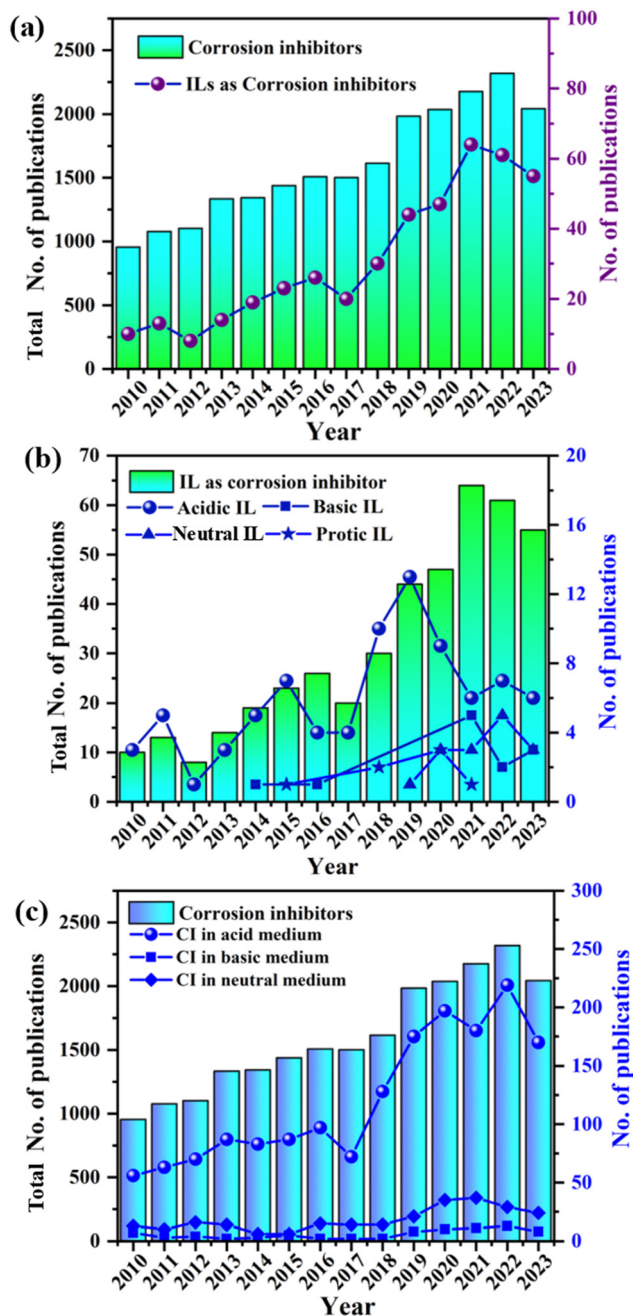 (a)
Corrosion inhibitors
ILs as Corrosion inhibitors
Total No. of publications
2500
2000
1500
1000
500
0
100
80
60
40
20
0
No. of publications
2010 2011 2012 2013 2014 2015 2016 2017 2018 2019 2020 2021 2022 2023
Year
(b)
IL as corrosion inhibitor
Acidic IL Basic IL
Neutral IL Protic IL
Total No. of publications
70
60
50
40
30
20
10
0
20
16
12
8
4
0
No. of publications
2010 2011 2012 2013 2014 2015 2016 2017 2018 2019 2020 2021 2022 2023
Year
(c)
Corrosion inhibitors
CI in acid medium
CI in basic medium
CI in neutral medium
Total No. of publications
2500
2000
1500
1000
500
0
300
250
200
150
100
50
0
No. of publications
2010 2011 2012 2013 2014 2015 2016 2017 2018 2019 2020 2021 2022 2023
Year